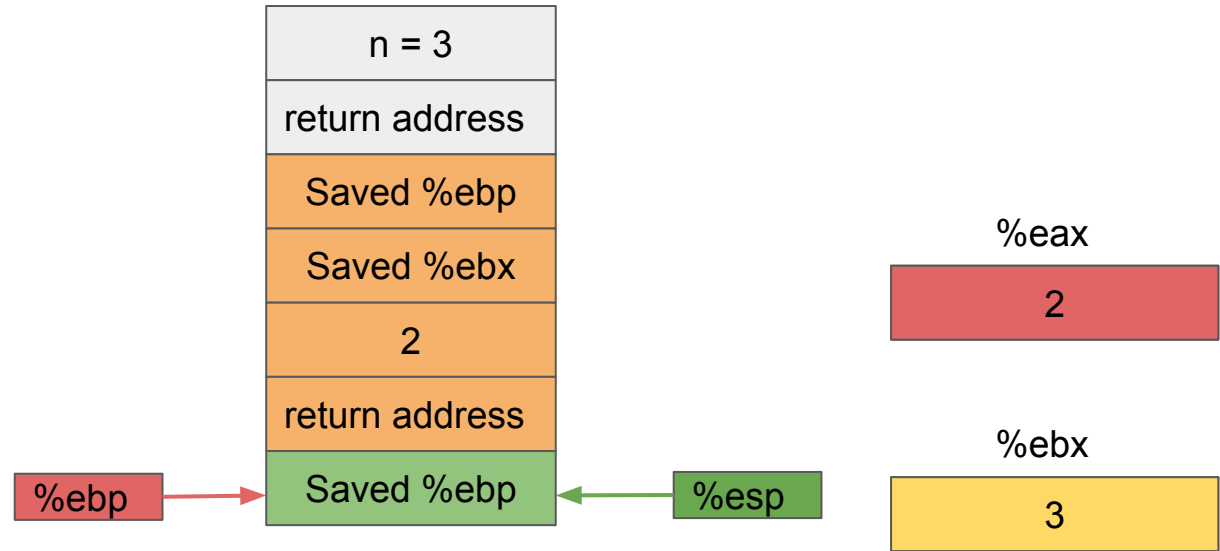 n = 3
return address
Saved %ebp
Saved %ebx
2
return address
Saved %ebp
%ebp
%esp
%eax
2
%ebx
3